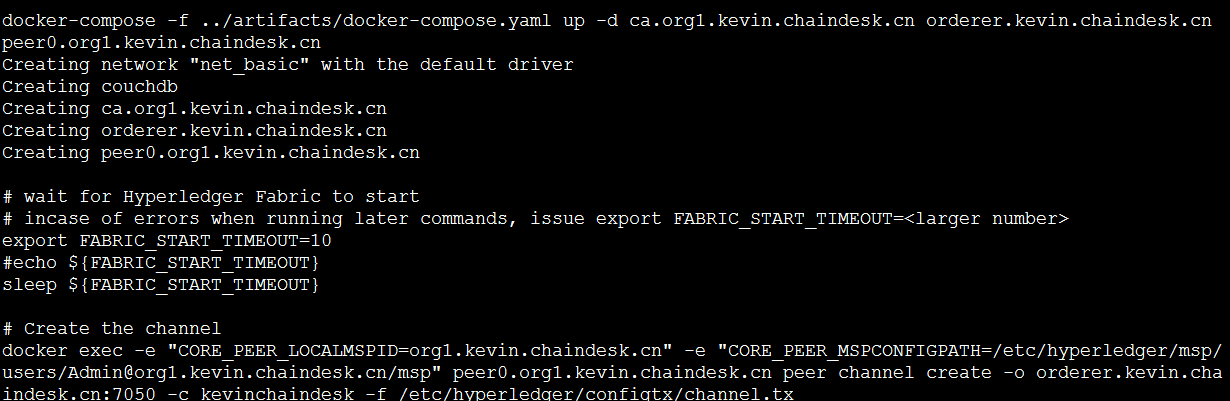 docker-compose -f ../artifacts/docker-compose.yaml up -d ca.org1.kevin.chaindesk.cn orderer.kevin.chaindesk.cn
peer0.org1.kevin.chaindesk.cn
Creating network "net_basic" with the default driver
Creating couchdb
Creating ca.org1.kevin.chaindesk.cn
Creating orderer.kevin.chaindesk.cn
Creating peer0.org1.kevin.chaindesk.cn
# wait for Hyperledger Fabric to start
# incase of errors when running later commands, issue export FABRIC_START_TIMEOUT=<larger number>
export FABRIC_START_TIMEOUT=10
#echo ${FABRIC_START_TIMEOUT}
sleep ${FABRIC_START_TIMEOUT}
# Create the channel
docker exec -e "CORE_PEER_LOCALMSPID=org1.kevin.chaindesk.cn" -e "CORE_PEER_MSPCONFIGPATH=/etc/hyperledger/msp/
users/Admin@org1.kevin.chaindesk.cn/msp" peer0.org1.kevin.chaindesk.cn peer channel create -o orderer.kevin.cha
indesk.cn:7050 -c kevinchaindesk -f /etc/hyperledger/configtx/channel.tx